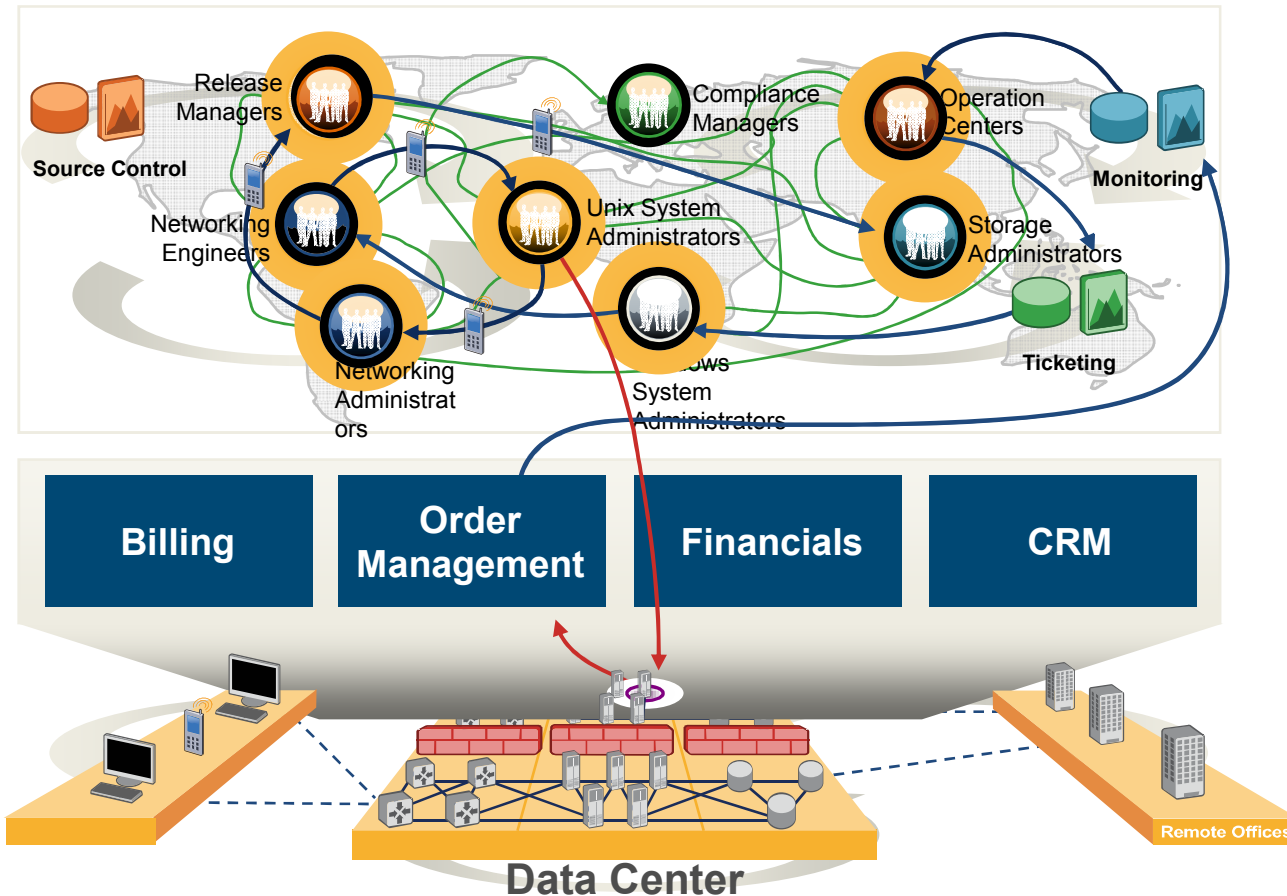 Release
Managers
Compliance
Managers
Operation
Centers
Source Control
Monitoring
Networking
Engineers
Unix System
Administrators
Storage
Administrators
Ticketing
Networking
Administrat
ors
System
Administrators
Billing
Order
Management
Financials
CRM
Remote Offices
Data Center